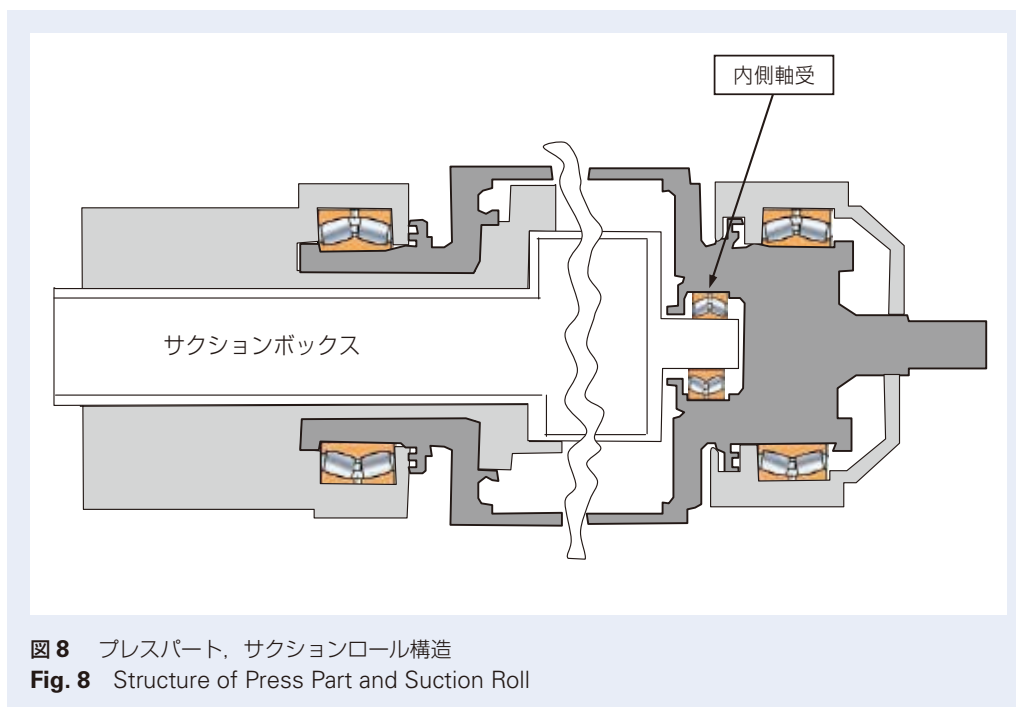 内側軸受
サクションボックス
図8 プレスパート，サクションロール構造
Fig. 8 Structure of Press Part and Suction Roll